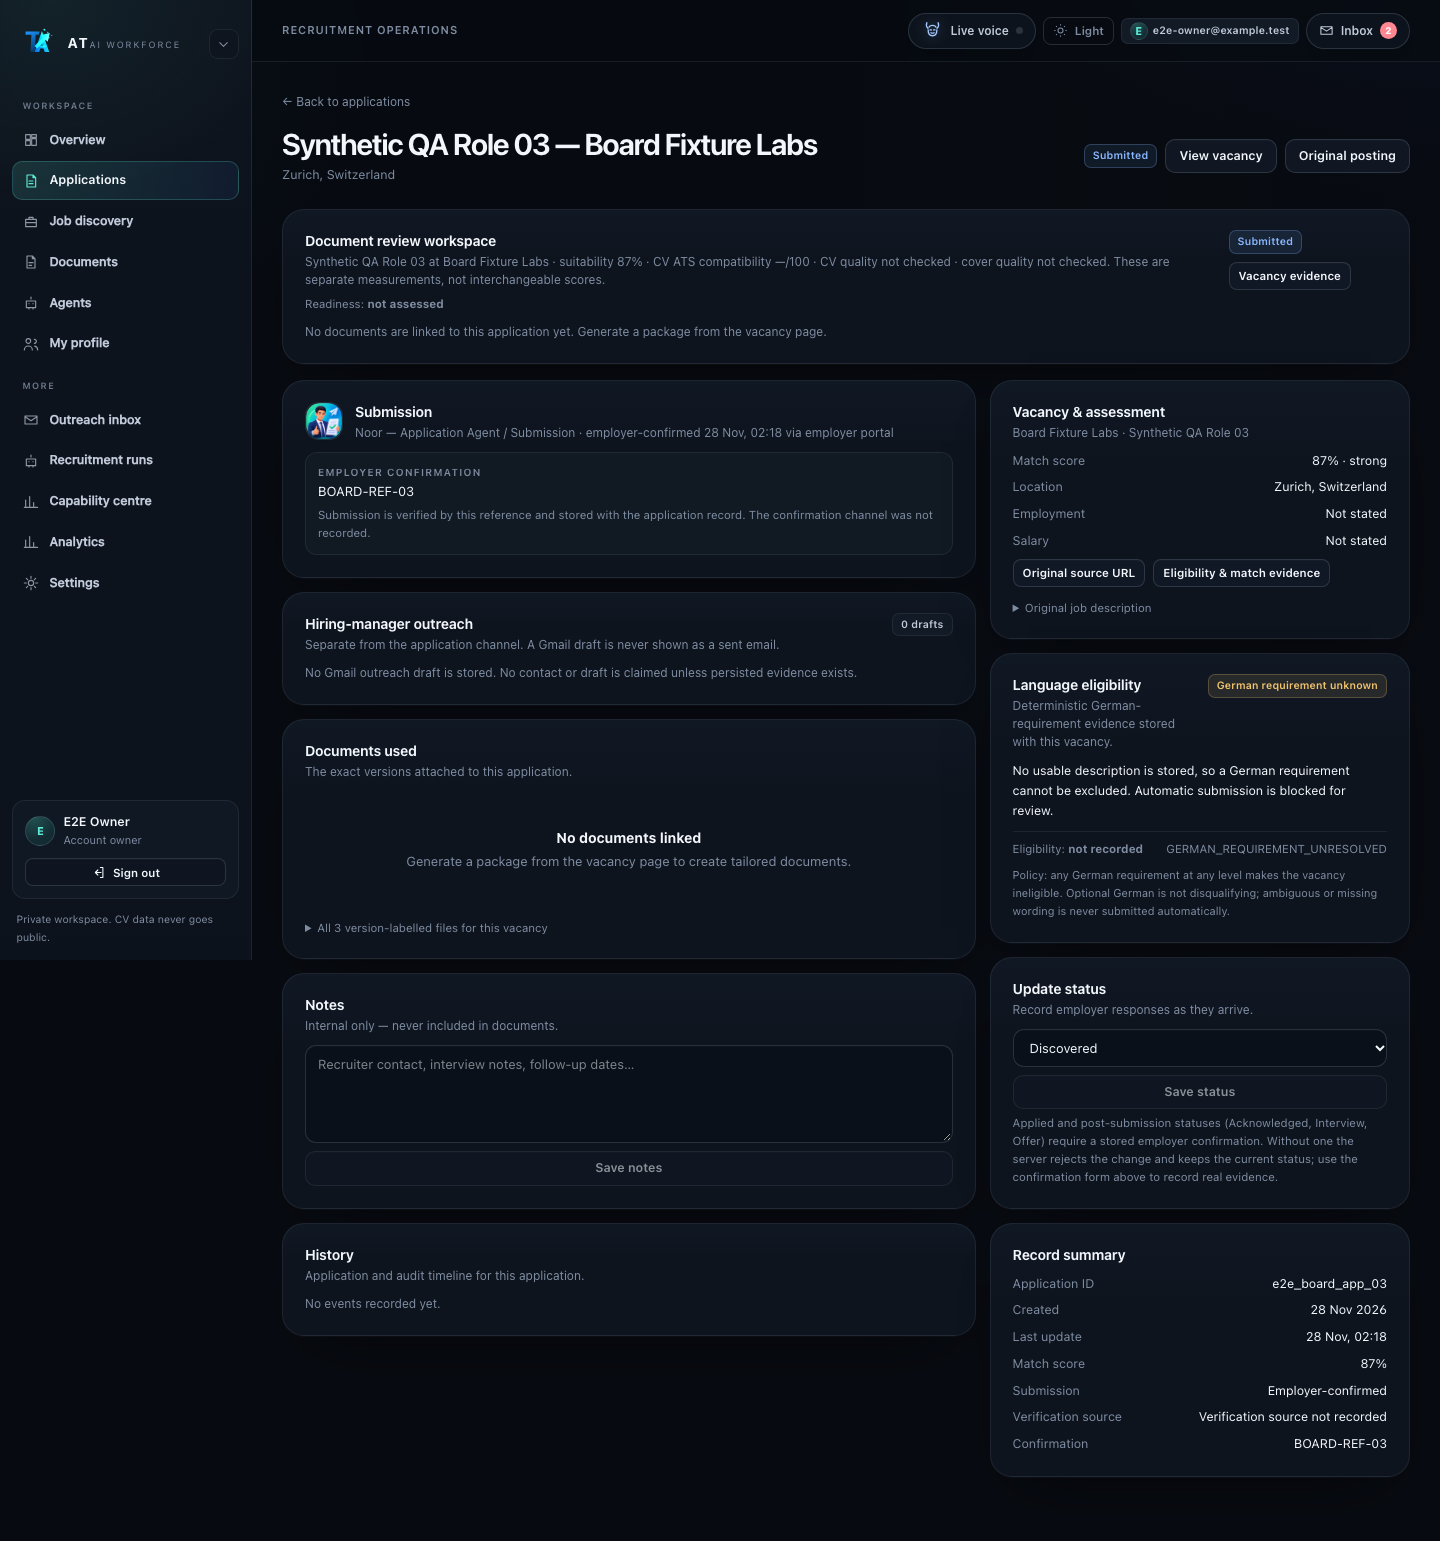 AT AI WORKFORCE
WORKSPACE
Overview
Applications
Job discovery
Documents
Agents
My profile
MORE
Outreach inbox
Recruitment runs
Capability centre
Analytics
Settings
E
E2E Owner
Account owner
Sign out
Private workspace. CV data never goes
public.
RECRUITMENT OPERATIONS
Live voice
Light
E e2e-owner@example.test
Inbox 2
← Back to applications
Synthetic QA Role 03 — Board Fixture Labs
Zurich, Switzerland
Submitted
View vacancy
Original posting
Document review workspace
Synthetic QA Role 03 at Board Fixture Labs · suitability 87% · CV ATS compatibility —/100 · CV quality not checked · cover quality not checked. These are
separate measurements, not interchangeable scores.
Readiness: not assessed
No documents are linked to this application yet. Generate a package from the vacancy page.
Submitted
Vacancy evidence
Submission
Noor — Application Agent / Submission · employer-confirmed 28 Nov, 02:18 via employer portal
EMPLOYER CONFIRMATION
BOARD-REF-03
Submission is verified by this reference and stored with the application record. The confirmation channel was not
recorded.
Hiring-manager outreach
0 drafts
Separate from the application channel. A Gmail draft is never shown as a sent email.
No Gmail outreach draft is stored. No contact or draft is claimed unless persisted evidence exists.
Documents used
The exact versions attached to this application.
No documents linked
Generate a package from the vacancy page to create tailored documents.
▶ All 3 version-labelled files for this vacancy
Notes
Internal only — never included in documents.
Recruiter contact, interview notes, follow-up dates...
Save notes
History
Application and audit timeline for this application.
No events recorded yet.
Vacancy & assessment
Board Fixture Labs · Synthetic QA Role 03
Match score 87% · strong
Location Zurich, Switzerland
Employment Not stated
Salary Not stated
Original source URL
Eligibility & match evidence
▶ Original job description
Language eligibility
German requirement unknown
Deterministic German-
requirement evidence stored
with this vacancy.
No usable description is stored, so a German requirement
cannot be excluded. Automatic submission is blocked for
review.
Eligibility: not recorded GERMAN_REQUIREMENT_UNRESOLVED
Policy: any German requirement at any level makes the vacancy
ineligible. Optional German is not disqualifying; ambiguous or missing
wording is never submitted automatically.
Update status
Record employer responses as they arrive.
Discovered
Save status
Applied and post-submission statuses (Acknowledged, Interview,
Offer) require a stored employer confirmation. Without one the
server rejects the change and keeps the current status; use the
confirmation form above to record real evidence.
Record summary
Application ID e2e_board_app_03
Created 28 Nov 2026
Last update 28 Nov, 02:18
Match score 87%
Submission Employer-confirmed
Verification source Verification source not recorded
Confirmation BOARD-REF-03